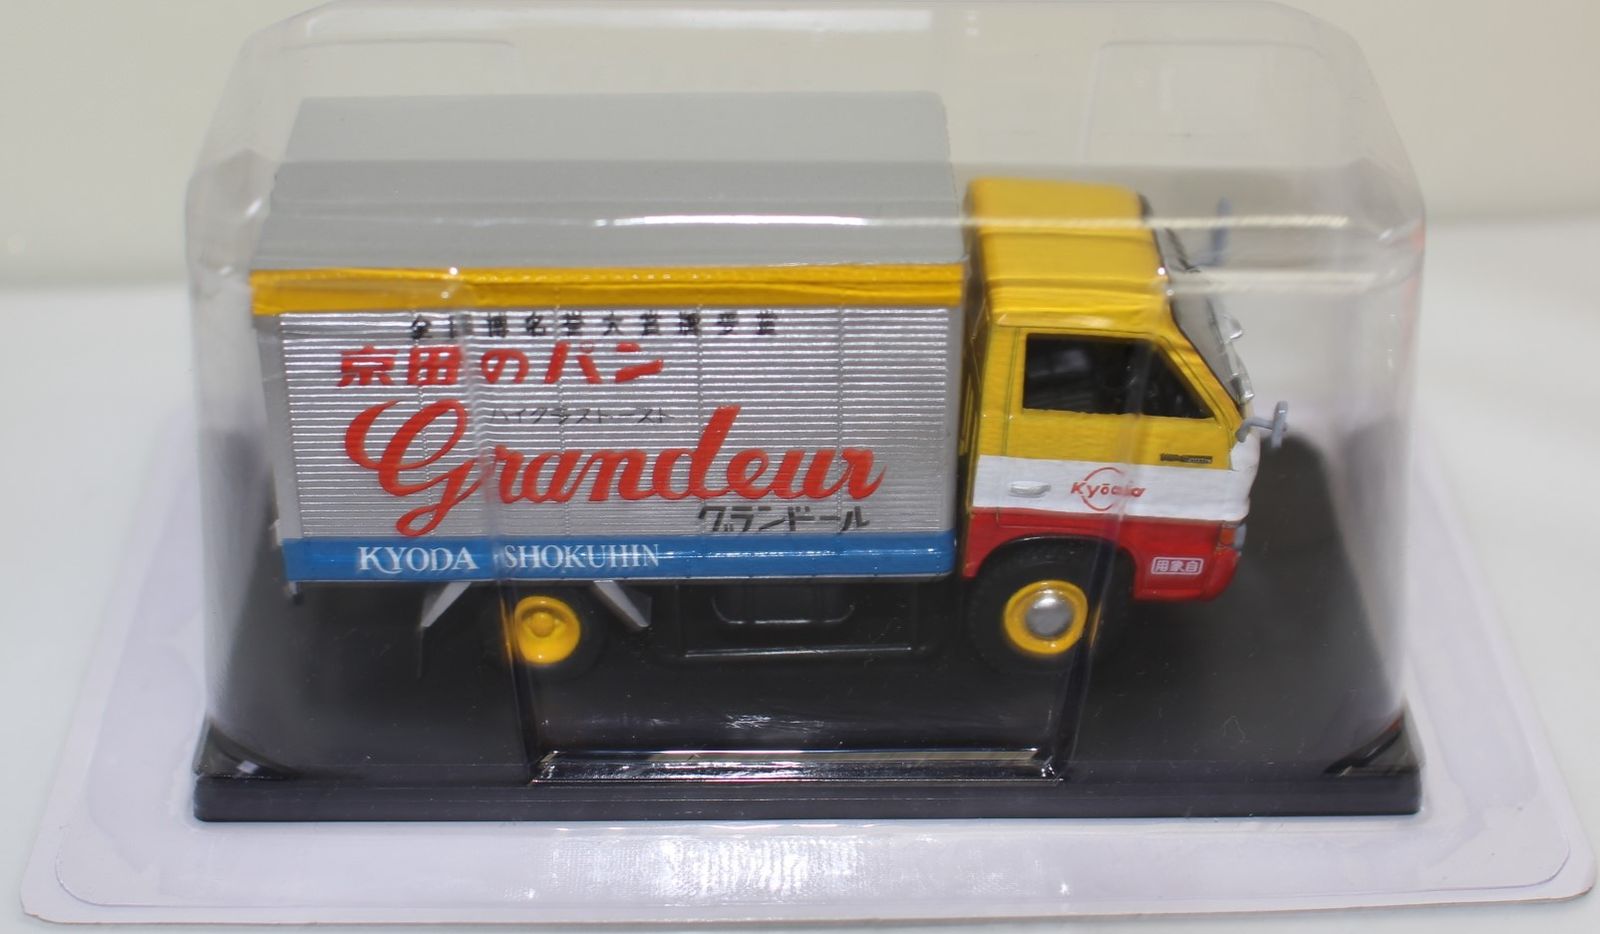 京田のパン
ハイクラストースト
Grandeur
グランドール
KYODA SHOKUHIN
Kyōda
用家自